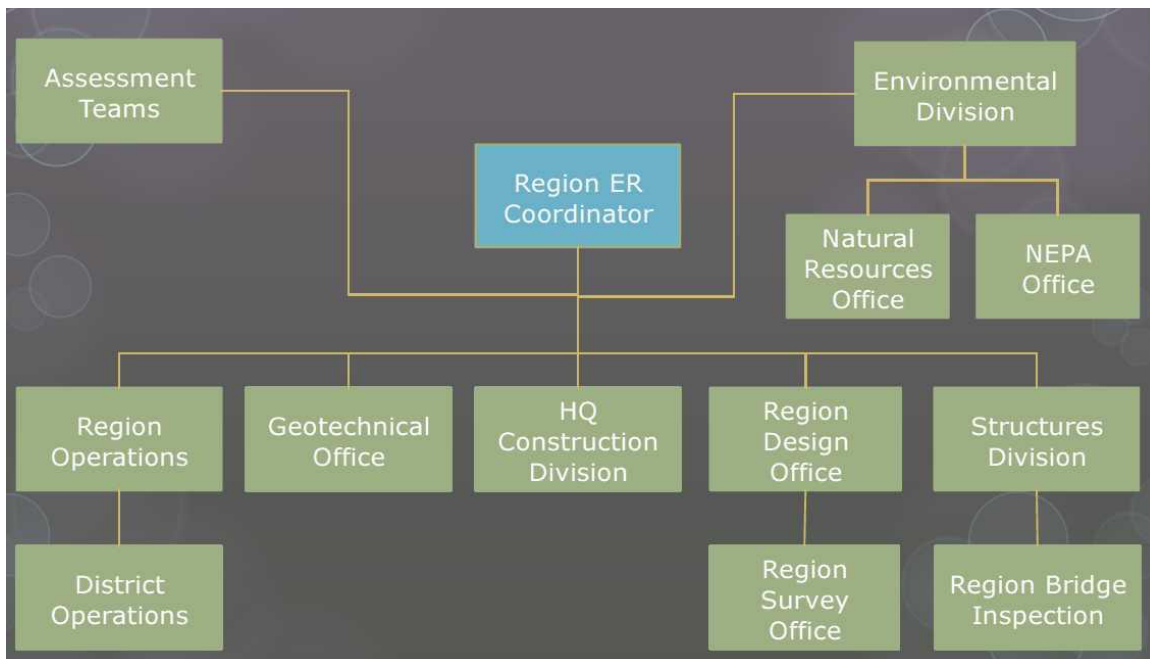 Assessment
Teams
Environmental
Division
Region ER
Coordinator
Natural
Resources
Office
NEPA
Office
Region
Operations
Geotechnical
Office
HQ
Construction
Division
Region
Design
Office
Structures
Division
District
Operations
Region
Survey
Office
Region Bridge
Inspection